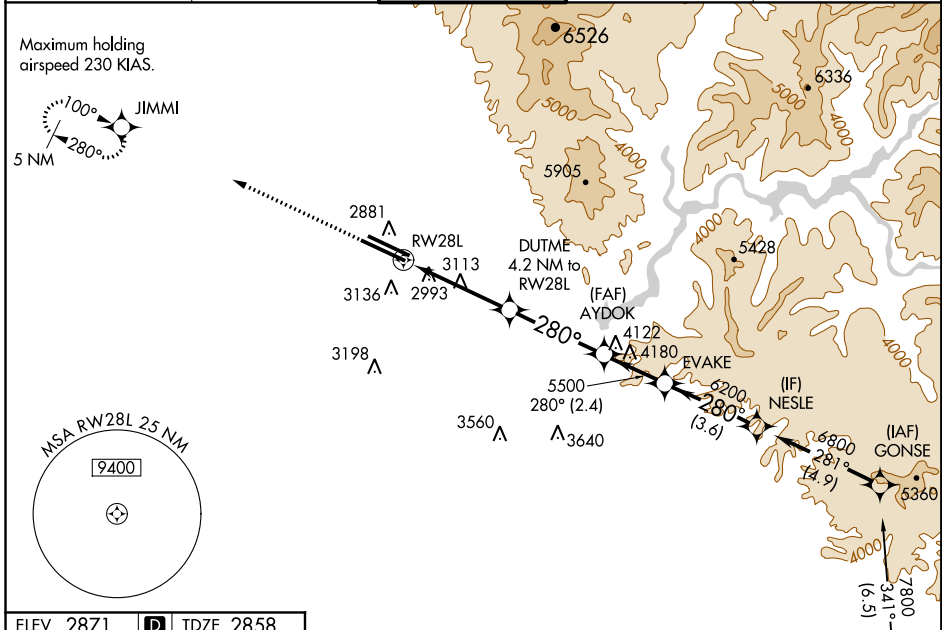 Maximum holding
airspeed 230 KIAS.
100°
JIMMI
280°
5 NM
6526
6336
5000
5000
4000
4000
5905
4000
5428
2881
RW28L
DUTME
4.2 NM to
RW28L
3113
2993
3136
(FAF)
AYDOK
280°
4122
4180
EVAKE
3198
5500
280° (2.4)
6200
280°
(3.6)
(IF)
NESLE
4000
3560
3640
6800
281°
(4.9)
(IAF)
GONSE
5360
4000
7800
341°
(6.5)
MSA RW28L 25 NM
9400
ELEV 2871
D
TDZE 2858